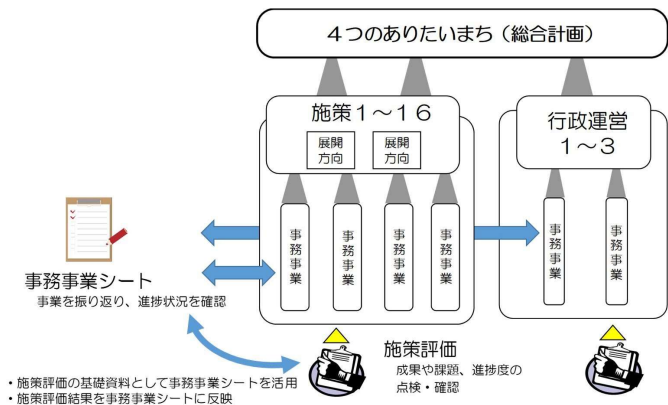 4つのありたいまち（総合計画）
施策1～16
展開
方向
展開
方向
行政運営
1～3
事務事業
事務事業
事務事業
事務事業
事務事業
事務事業
事務事業シート
事業を振り返り、進捗状況を確認
施策評価
成果や課題、進捗度の
点検・確認
・施策評価の基礎資料として事務事業シートを活用
・施策評価結果を事務事業シートに反映